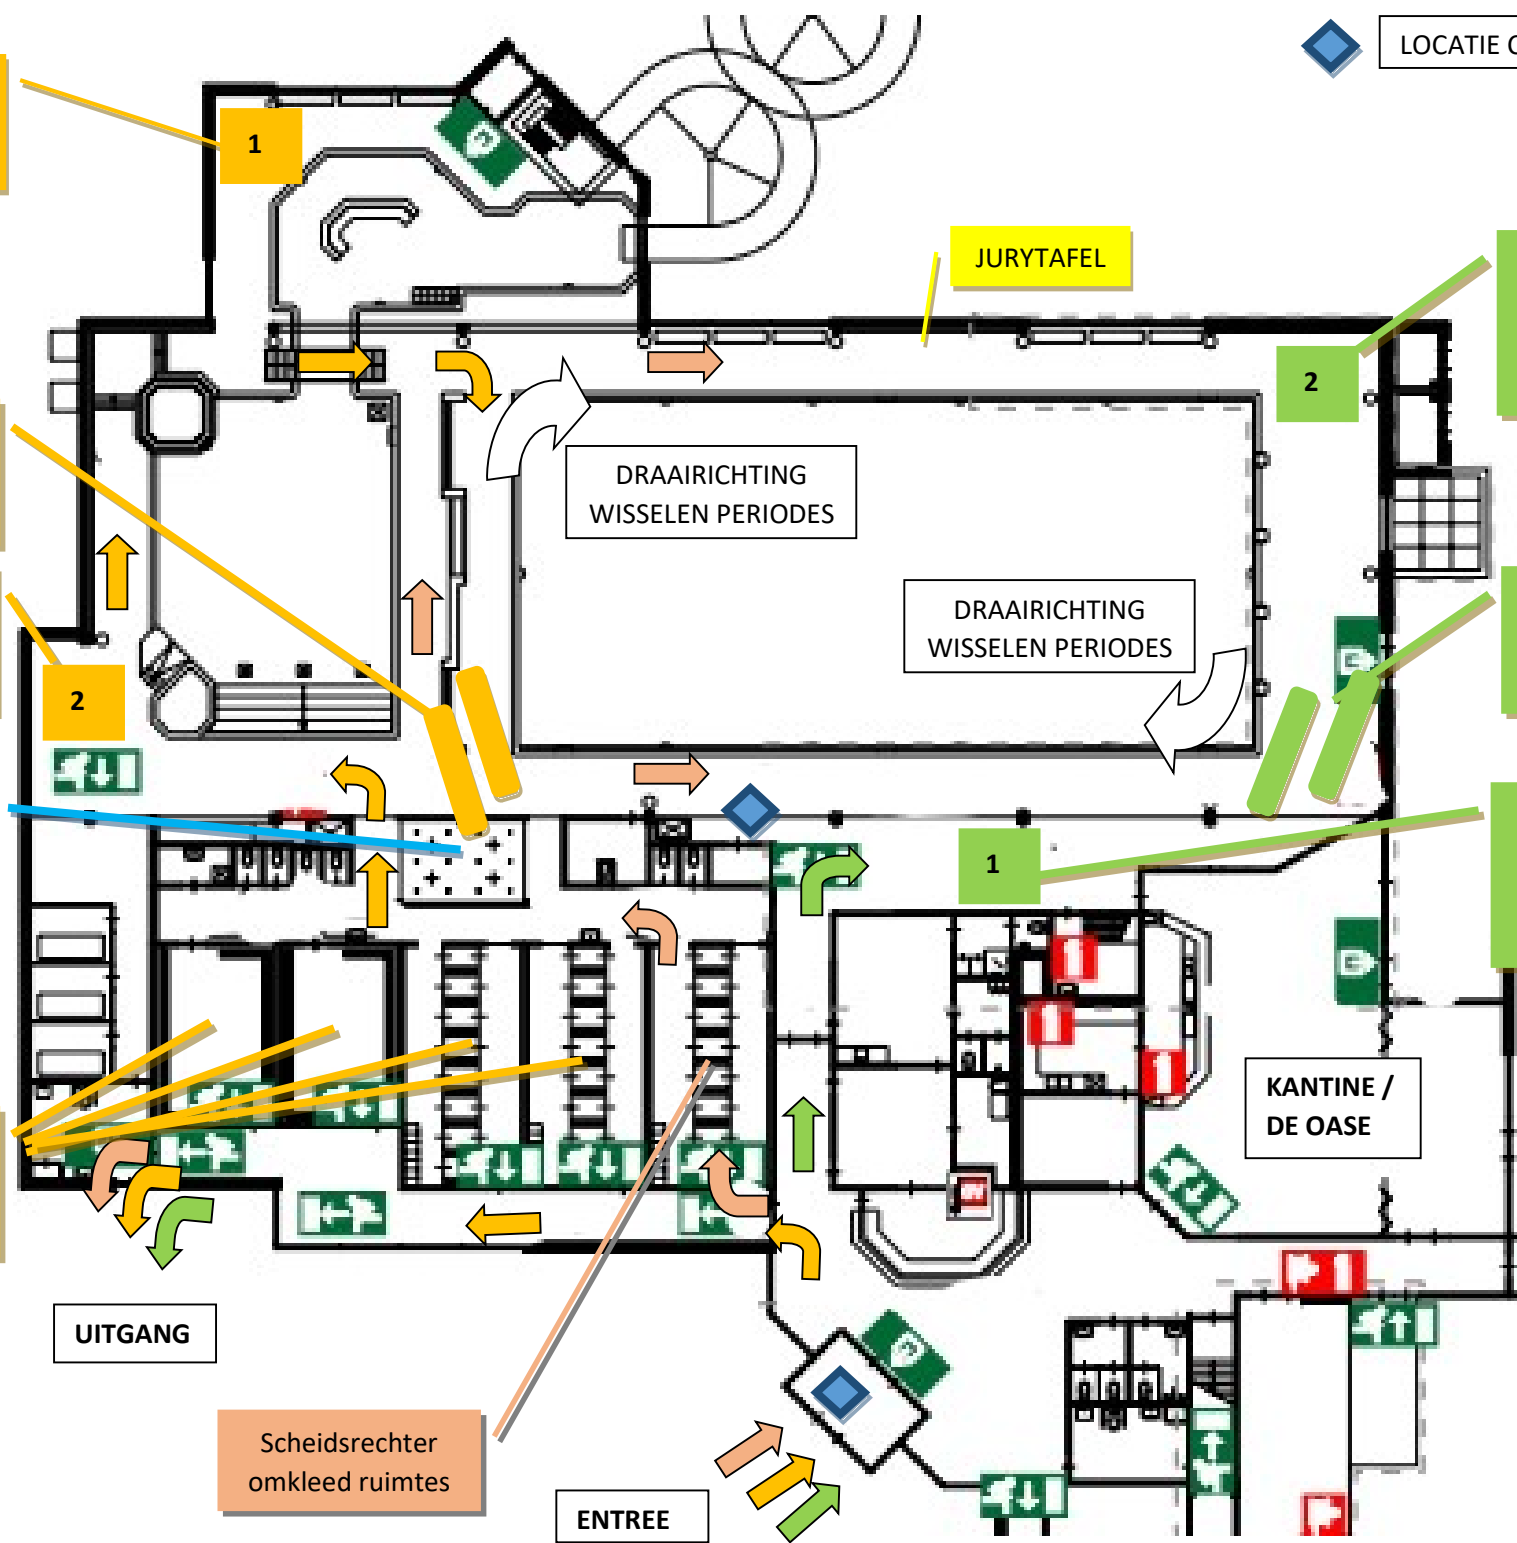 LOCATIE
1
JURYTAFEL
2
DRAAIRICHTING
WISSELEN PERIODES
DRAAIRICHTING
WISSELEN PERIODES
2
1
KANTINE /
DE OASE
UITGANG
Scheidsrechter
omkleed ruimtes
ENTREE